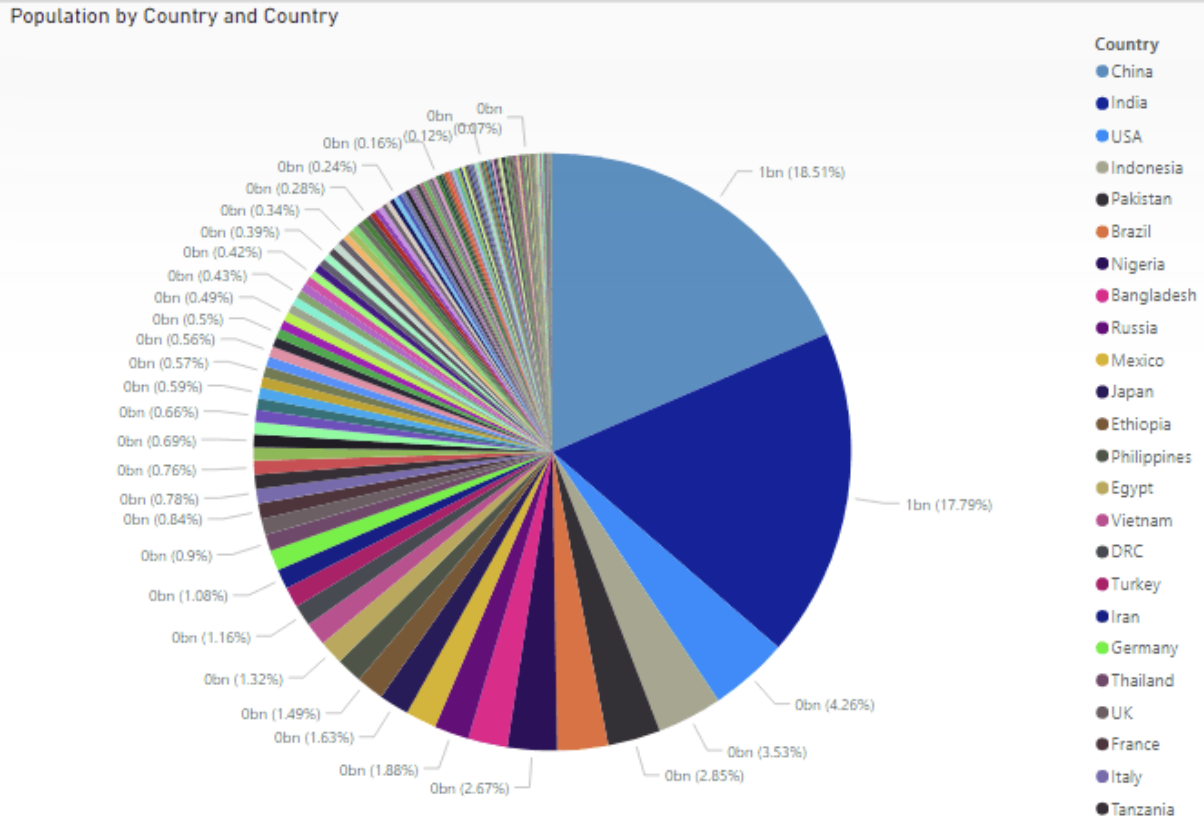 Population by Country and Country
Country
China
India
USA
Indonesia
Pakistan
Brazil
Nigeria
Bangladesh
Russia
Mexico
Japan
Ethiopia
Philippines
Egypt
Vietnam
DRC
Turkey
Iran
Germany
Thailand
UK
France
Italy
Tanzania
1bn (18.51%)
1bn (17.79%)
0bn (4.26%)
0bn (3.53%)
0bn (2.85%)
0bn (2.67%)
0bn (1.88%)
0bn (1.63%)
0bn (1.49%)
0bn (1.32%)
0bn (1.16%)
0bn (1.08%)
0bn (0.9%)
0bn (0.84%)
0bn (0.78%)
0bn (0.76%)
0bn (0.69%)
0bn (0.66%)
0bn (0.59%)
0bn (0.57%)
0bn (0.56%)
0bn (0.5%)
0bn (0.49%)
0bn (0.43%)
0bn (0.42%)
0bn (0.39%)
0bn (0.34%)
0bn (0.28%)
0bn (0.24%)
0bn (0.16%)
0bn
(0.12%)
0bn
(0.07%)